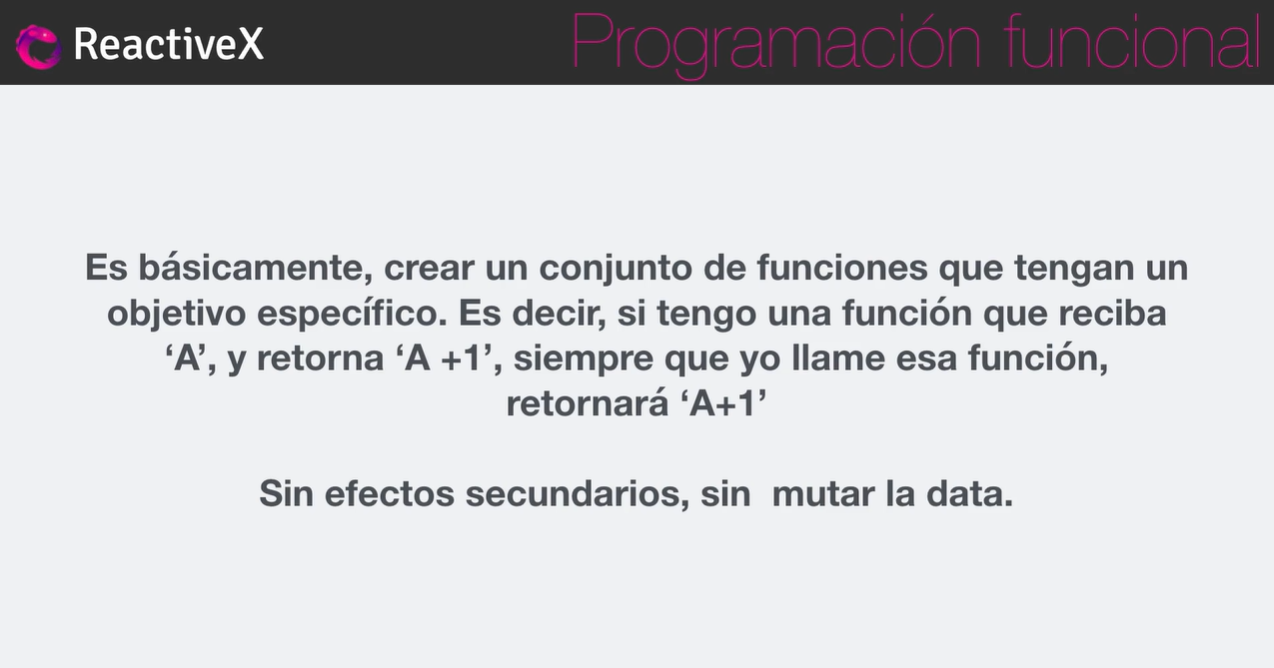 ReactiveX
Programación funcional
Es básicamente, crear un conjunto de funciones que tengan un
objetivo específico. Es decir, si tengo una función que reciba
‘A’, y retorna ‘A +1’, siempre que yo llame esa función,
retornará ‘A+1’
Sin efectos secundarios, sin  mutar la data.